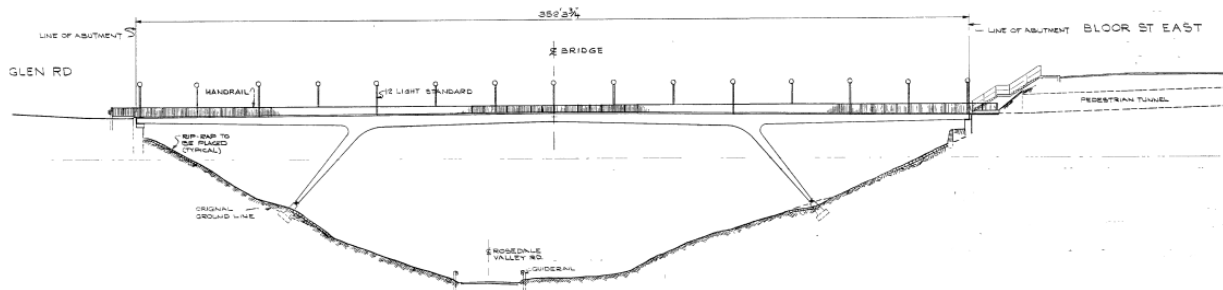 352'3¾"
LINE OF ABUTMENT
LINE OF ABUTMENT
BLOOR ST EAST
℄ BRIDGE
GLEN RD
HANDRAIL
12 LIGHT STANDARD
PEDESTRIAN TUNNEL
RIP-RAP TO
BE PLACED
(TYPICAL)
ORIGINAL
GROUND LINE
℄ ROSEDALE
VALLEY RD.
GUIDERAIL